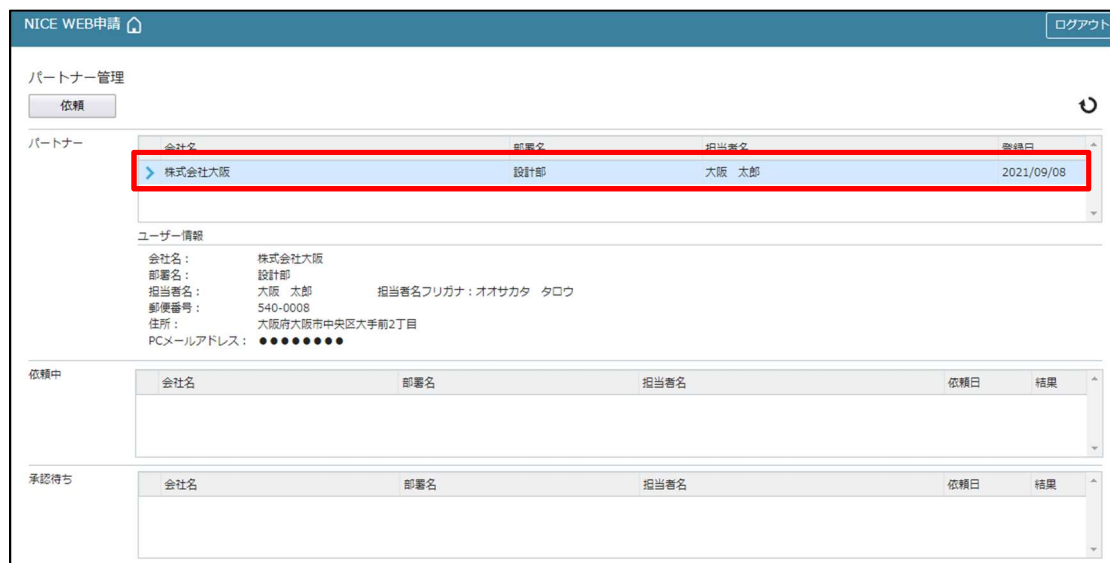 NICE WEB申請 ログアウト
パートナー管理
依頼
パートナー 会社名 部署名 担当者名 登録日
株式会社大阪 設計部 大阪 太郎 2021/09/08
ユーザー情報
会社名： 株式会社大阪
部署名： 設計部
担当者名： 大阪 太郎 担当者名フリガナ：オオサカタ タロウ
郵便番号： 540-0008
住所： 大阪府大阪市中央区大手前2丁目
PCメールアドレス： ●●●●●●●●
依頼中 会社名 部署名 担当者名 依頼日 結果
承認待ち 会社名 部署名 担当者名 依頼日 結果